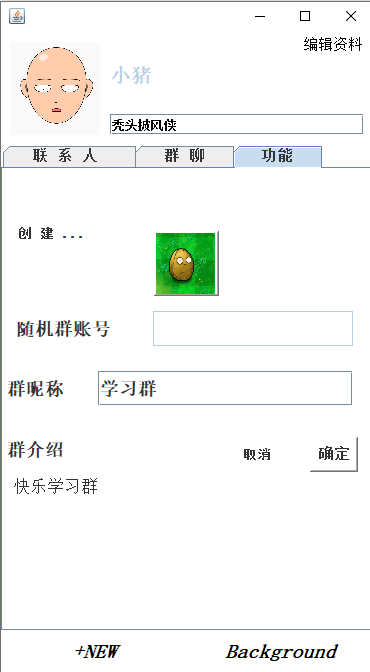 编辑资料
小猪
秃头披风侠
联 系 人 群 聊 功能
创 建 ...
随机群账号
群昵称 学习群
群介绍 取消 确定
快乐学习群
+NEW Background